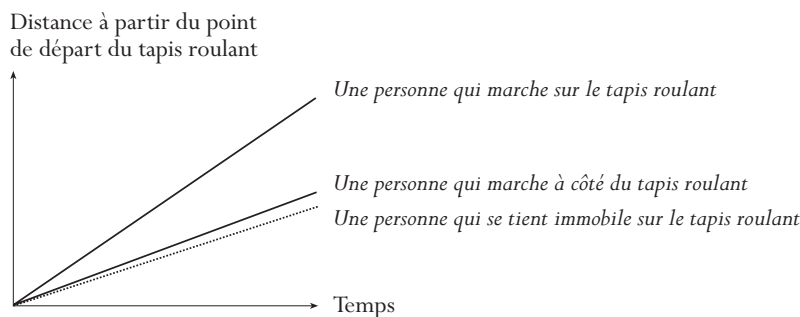 Distance à partir du point
de départ du tapis roulant
Une personne qui marche sur le tapis roulant
Une personne qui marche à côté du tapis roulant
Une personne qui se tient immobile sur le tapis roulant
Temps